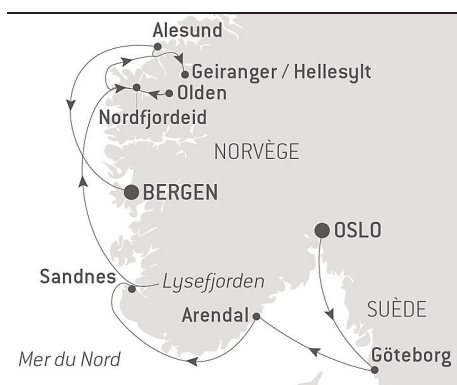 Alesund
Geiranger / Hellesylt
Olden
Nordfjordeid
NORVÈGE
BERGEN
OSLO
Sandnes
Lysefjorden
SUÈDE
Arendal
Göteborg
Mer du Nord